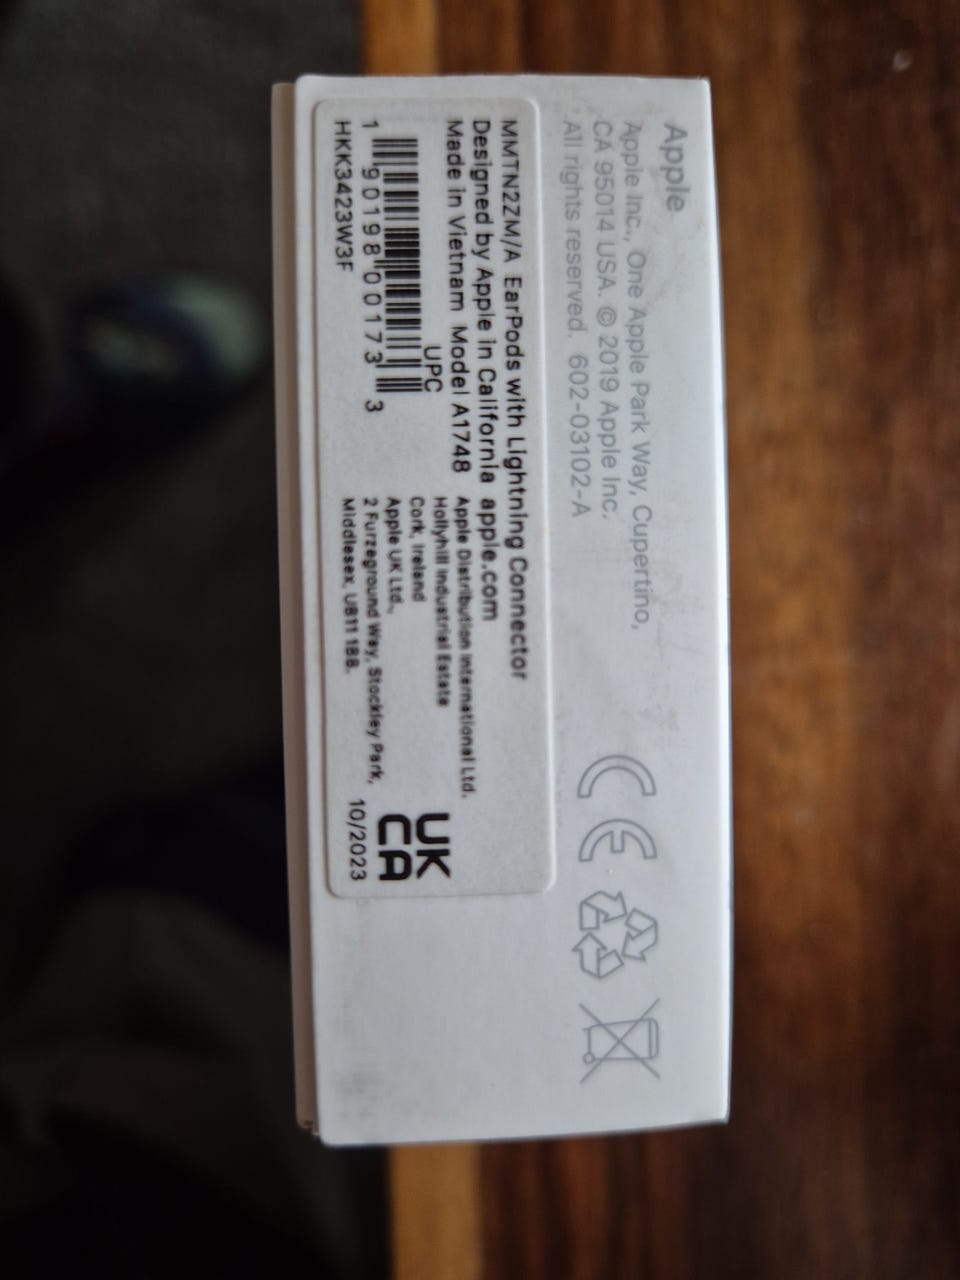 Apple
Apple Inc., One Apple Park Way, Cupertino,
CA 95014 USA. © 2019 Apple Inc.
All rights reserved. 602-03102-A
MMTN2ZM/A EarPods with Lightning Connector
Designed by Apple in California apple.com
Made in Vietnam Model A1748
UPC
1 90198 00173 3
HKK3423W3F
Apple Distribution International Ltd.
Hollyhill Industrial Estate
Cork, Ireland
Apple UK Ltd.,
2 Furzeground Way, Stockley Park,
Middlesex, UB11 1BB.
UK
CA
10/2023
CE